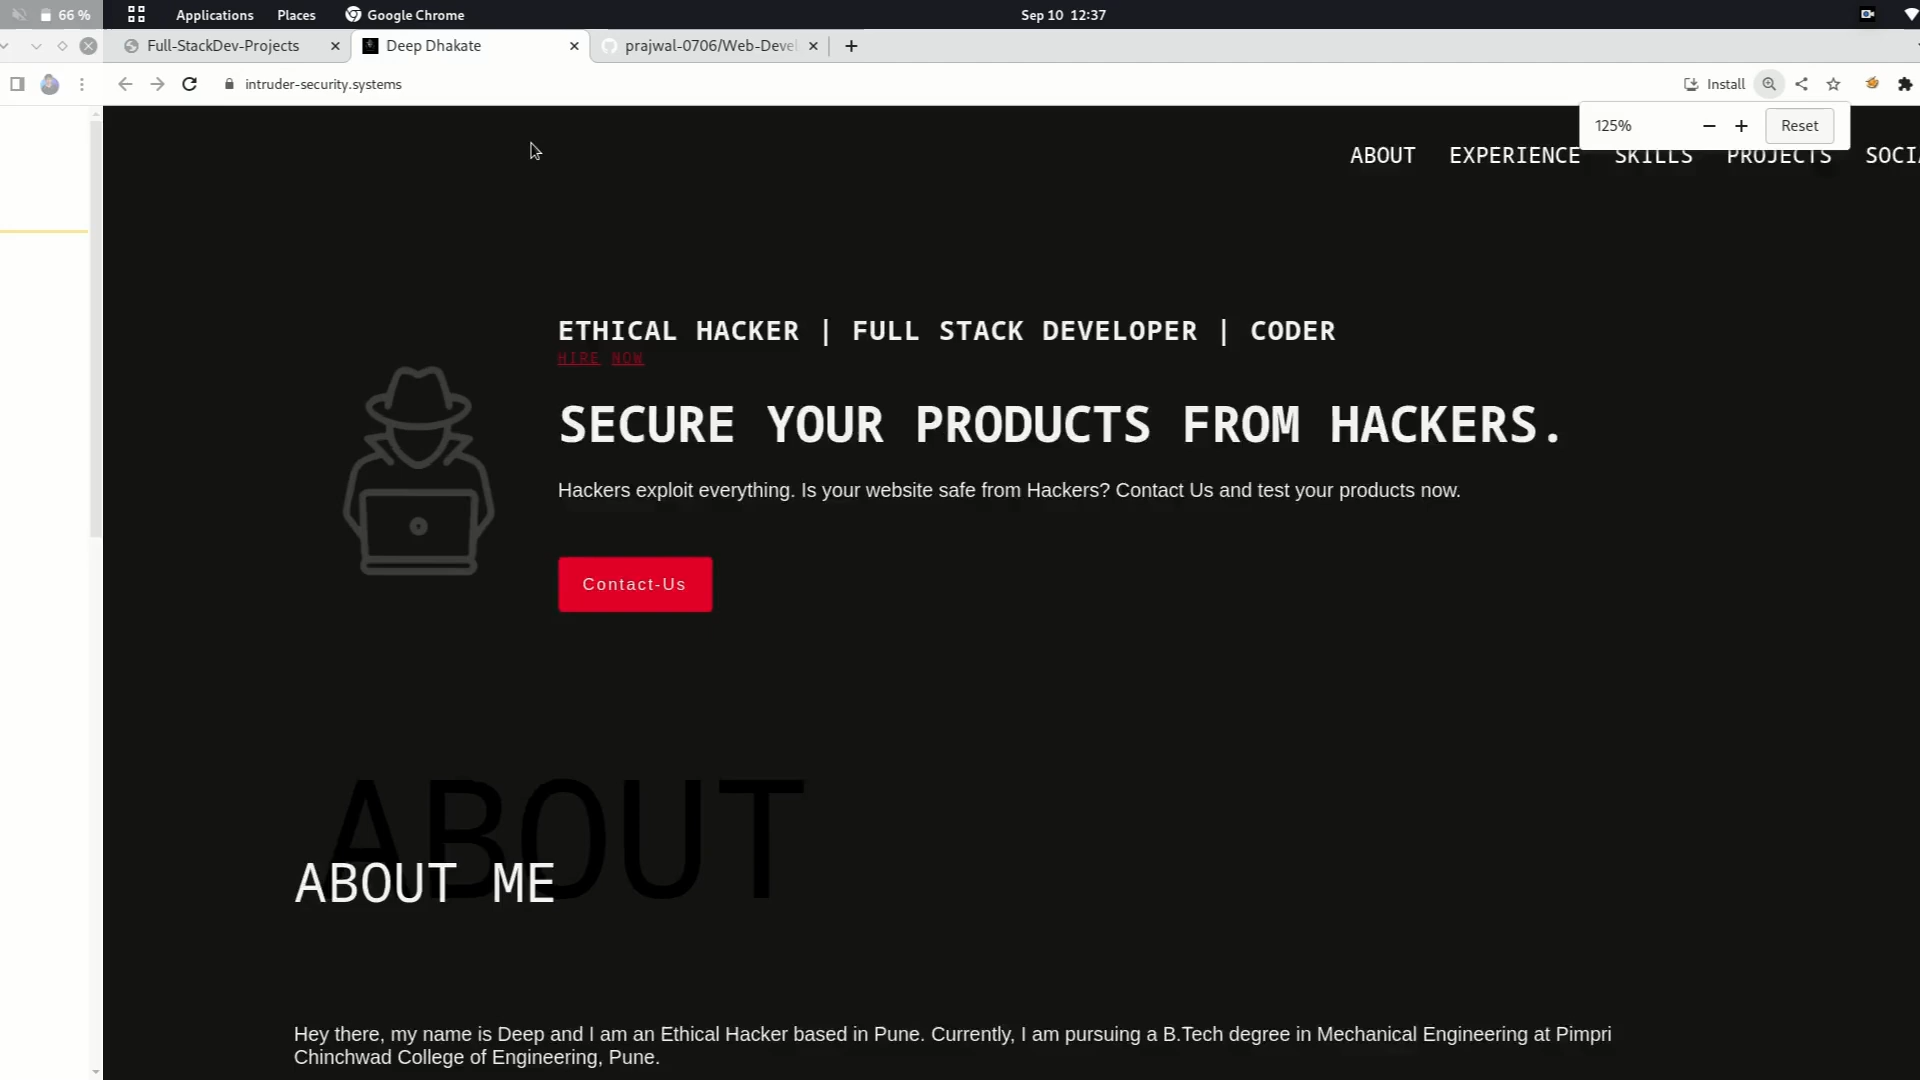 66 %
Applications Places Google Chrome Sep 10 12:37
Full-StackDev-Projects
Deep Dhakate
prajwal-0706/Web-Devel
intruder-security.systems
Install
125%
Reset
ABOUT EXPERIENCE SKILLS PROJECTS SOCI
ETHICAL HACKER | FULL STACK DEVELOPER | CODER
HIRE NOW
SECURE YOUR PRODUCTS FROM HACKERS.
Hackers exploit everything. Is your website safe from Hackers? Contact Us and test your products now.
Contact-Us
ABOUT
ABOUT ME
Hey there, my name is Deep and I am an Ethical Hacker based in Pune. Currently, I am pursuing a B.Tech degree in Mechanical Engineering at Pimpri
Chinchwad College of Engineering, Pune.